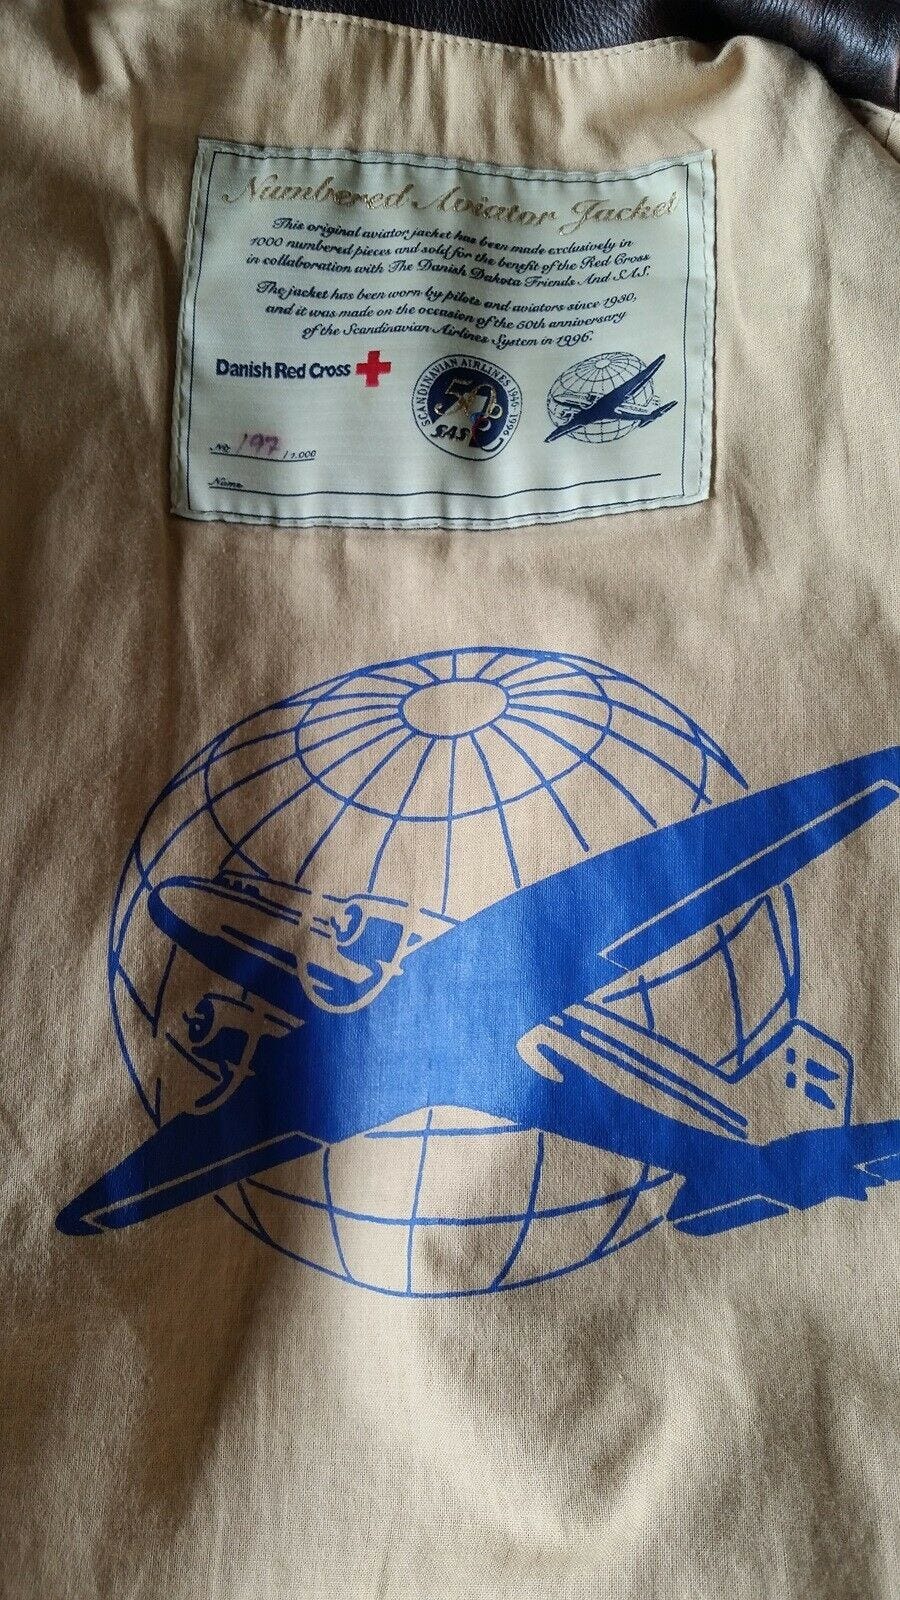 Numbered Aviator Jacket
This original aviator jacket has been made exclusively in
1000 numbered pieces and sold for the benefit of the Red Cross
in collaboration with The Danish Dakota Friends And SAS.
The jacket has been worn by pilots and aviators since 1930,
and it was made on the occasion of the 50th anniversary
of the Scandinavian Airlines System in 1996.
Danish Red Cross
SCANDINAVIAN AIRLINES 1946-1996
50
SAS
No 197 / 1.000
Name